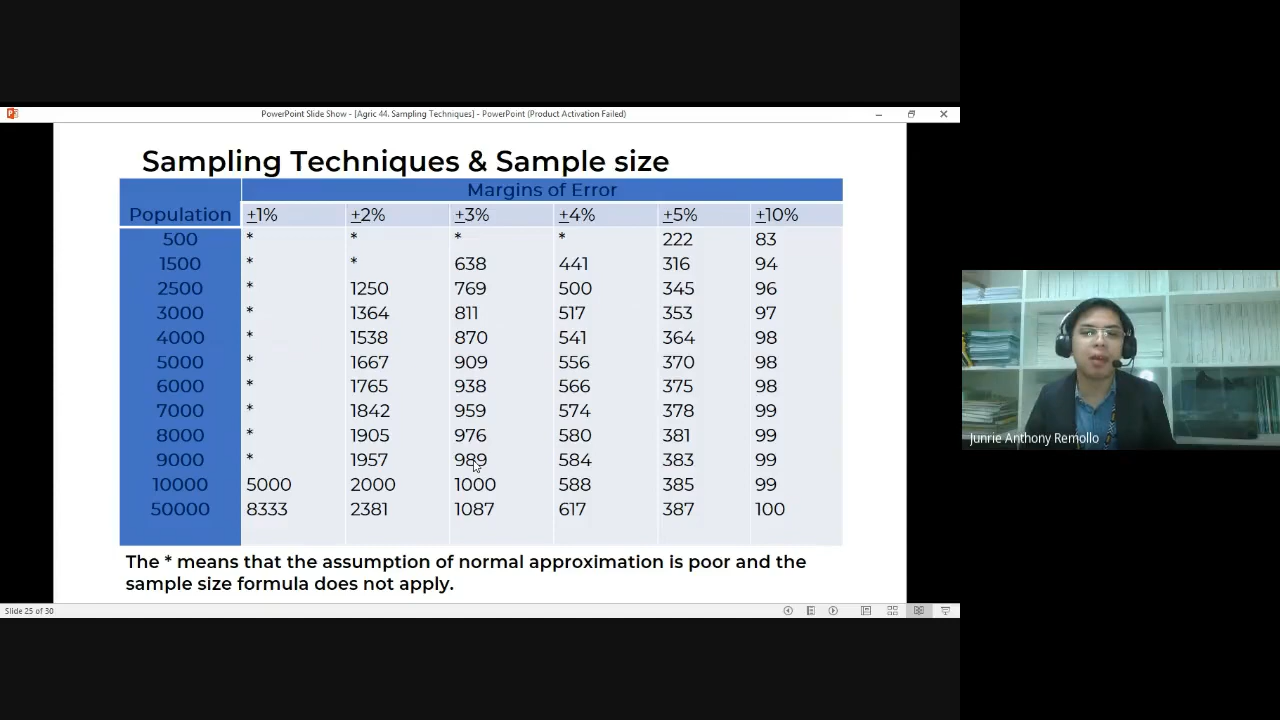 PowerPoint Slide Show - [Agric 44. Sampling Techniques] - PowerPoint (Product Activation Failed)
Sampling Techniques & Sample size
Margins of Error
Population ±1% ±2% ±3% ±4% ±5% ±10%
500 * * * * 222 83
1500 * * 638 441 316 94
2500 * 1250 769 500 345 96
3000 * 1364 811 517 353 97
4000 * 1538 870 541 364 98
5000 * 1667 909 556 370 98
6000 * 1765 938 566 375 98
7000 * 1842 959 574 378 99
8000 * 1905 976 580 381 99
9000 * 1957 989 584 383 99
10000 5000 2000 1000 588 385 99
50000 8333 2381 1087 617 387 100
The * means that the assumption of normal approximation is poor and the
sample size formula does not apply.
Slide 25 of 30
Junrie Anthony Remollo